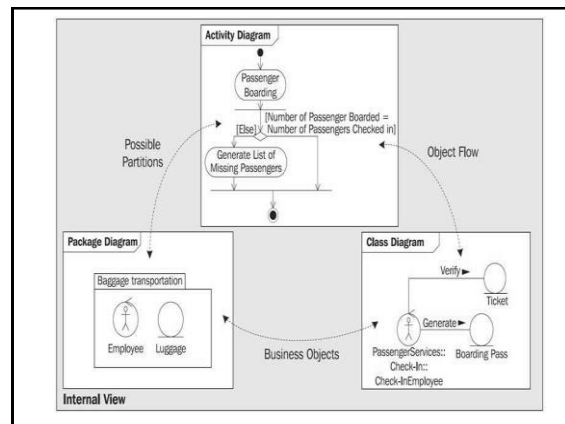 Activity Diagram
Passenger
Boarding
[Number of Passenger Boarded =
Number of Passengers Checked in]
[Else]
Generate List of
Missing Passengers
Possible
Partitions
Object Flow
Package Diagram
Baggage transportation
Employee
Luggage
Business Objects
Class Diagram
Verify
Ticket
Generate
PassengerServices::
Check-In::
Check-InEmployee
Boarding Pass
Internal View